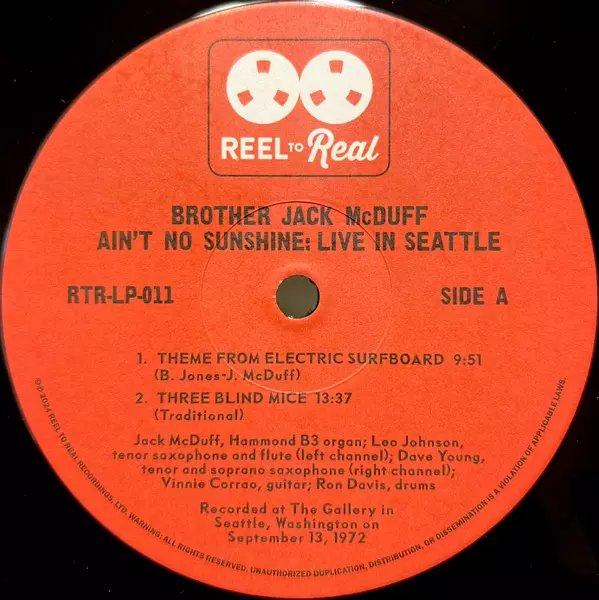 REEL TO Real
BROTHER JACK McDUFF
AIN'T NO SUNSHINE: LIVE IN SEATTLE
RTR-LP-011
SIDE A
1. THEME FROM ELECTRIC SURFBOARD 9:51
(B. Jones-J. McDuff)
2. THREE BLIND MICE 13:37
(Traditional)
Jack McDuff, Hammond B3 organ; Leo Johnson,
tenor saxophone and flute (left channel); Dave Young,
tenor and soprano saxophone (right channel);
Vinnie Corrao, guitar; Ron Davis, drums
Recorded at The Gallery in
Seattle, Washington on
September 13, 1972
©℗ 2024 REEL TO REAL RECORDINGS, LTD. WARNING: ALL RIGHTS RESERVED. UNAUTHORIZED DUPLICATION, DISTRIBUTION, OR DISSEMINATION IS A VIOLATION OF APPLICABLE LAWS.